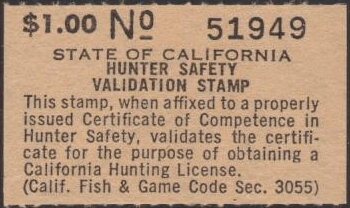 $1.00 No 51949
STATE OF CALIFORNIA
HUNTER SAFETY
VALIDATION STAMP
This stamp, when affixed to a properly
issued Certificate of Competence in
Hunter Safety, validates the certifi-
cate for the purpose of obtaining a
California Hunting License.
(Calif. Fish & Game Code Sec. 3055)